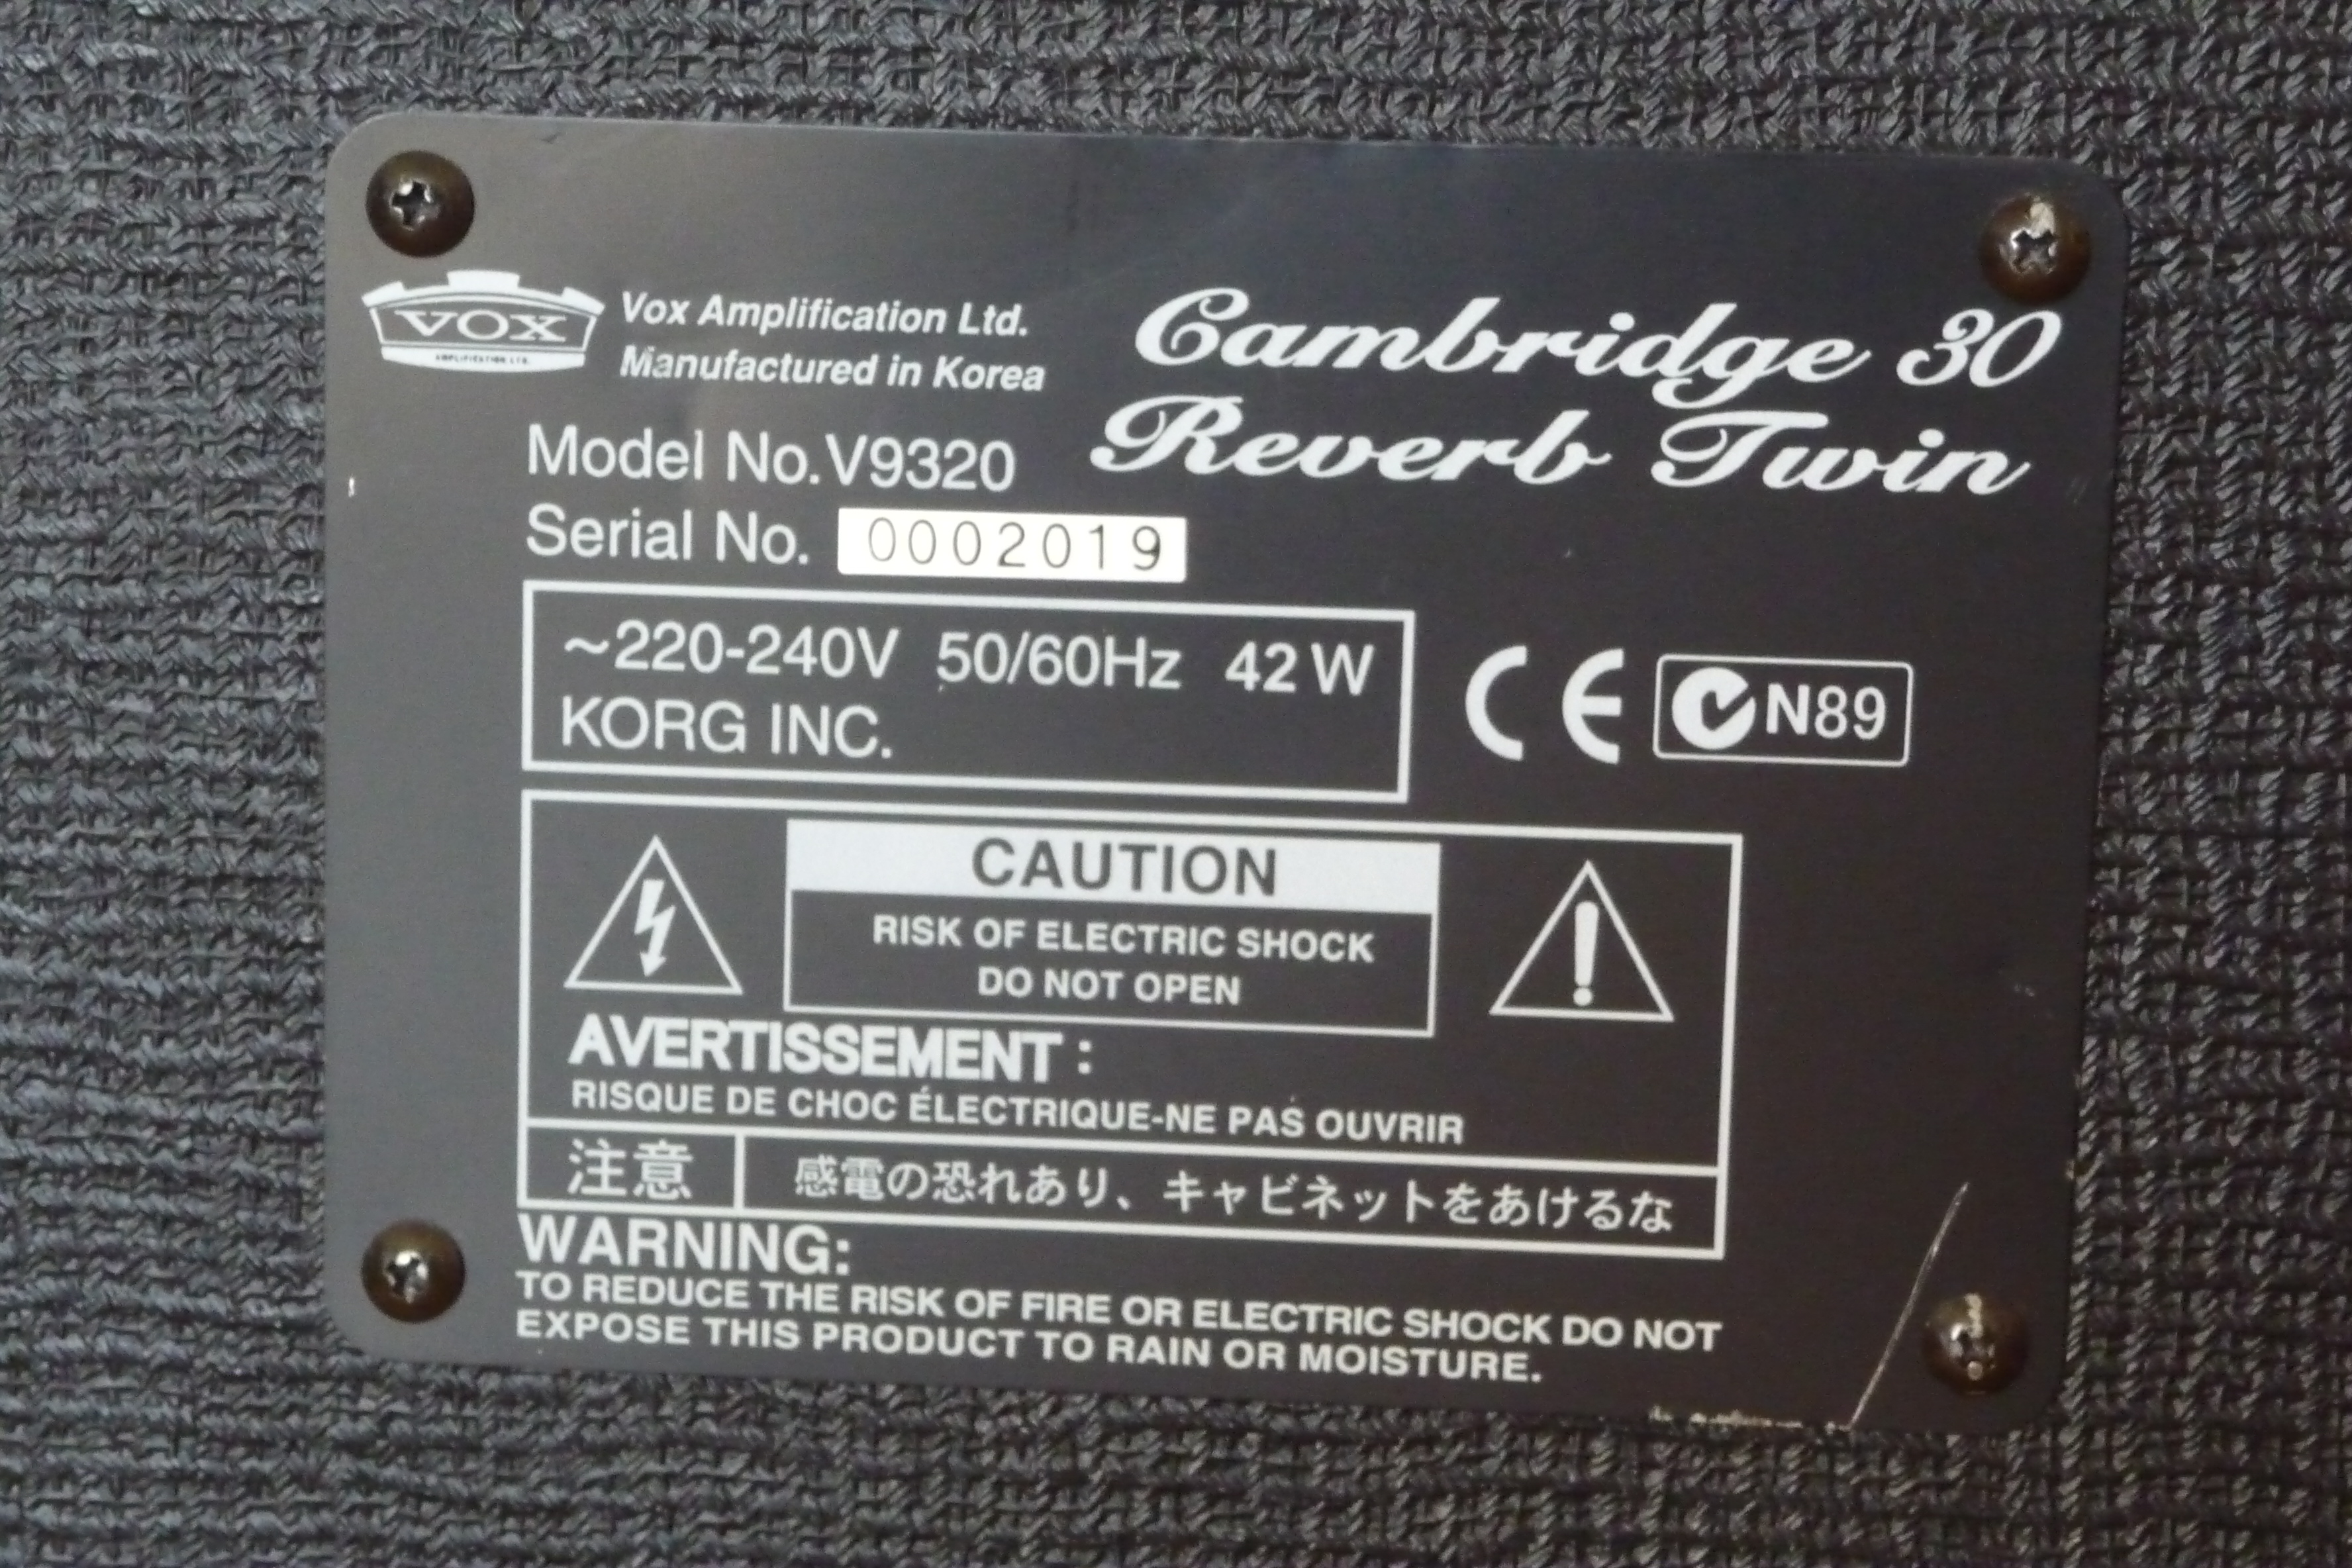 VOX
AMPLIFICATION LTD.
Vox Amplification Ltd.
Manufactured in Korea
Cambridge 30
Reverb Twin
Model No.V9320
Serial No. 0002019
~220-240V 50/60Hz 42W
KORG INC.
CE N89
CAUTION
RISK OF ELECTRIC SHOCK
DO NOT OPEN
AVERTISSEMENT :
RISQUE DE CHOC ÉLECTRIQUE-NE PAS OUVRIR
注意 感電の恐れあり、キャビネットをあけるな
WARNING:
TO REDUCE THE RISK OF FIRE OR ELECTRIC SHOCK DO NOT
EXPOSE THIS PRODUCT TO RAIN OR MOISTURE.